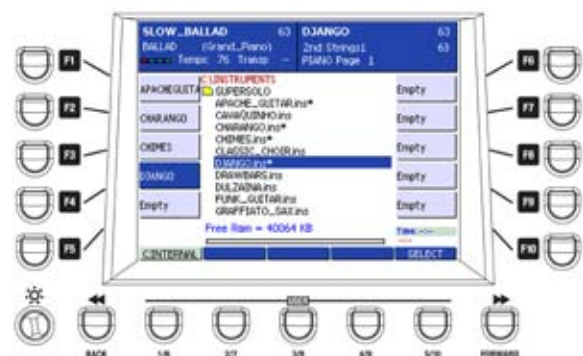 SLOW_BALLAD 63
BALLAD (Grand_Piano)
Tempo: 76 Transp: --
DJANGO 63
2nd Strings1 63
PIANO Page 1
C:\INSTRUMENTS
SUPERSOLO
APACHE_GUITAR.ins*
CAVAQUINHO.ins
CHARANGO.ins*
CHIMES.ins*
CLASSIC_CHOIR.ins
DJANGO.ins*
DRAWBARS.ins
DULZAINA.ins
FUNK_GUITAR.ins
GRAFFIATO_SAX.ins
Free Ram = 40064 KB
APACHEGUITA
CHARANGO
CHIMES
DJANGO
Empty
Empty
Empty
Empty
Empty
Empty
C:INTERNAL
SELECT
F1
F2
F3
F4
F5
F6
F7
F8
F9
F10
USER
BACK
1/6
2/7
3/8
4/9
5/10
FORWARD